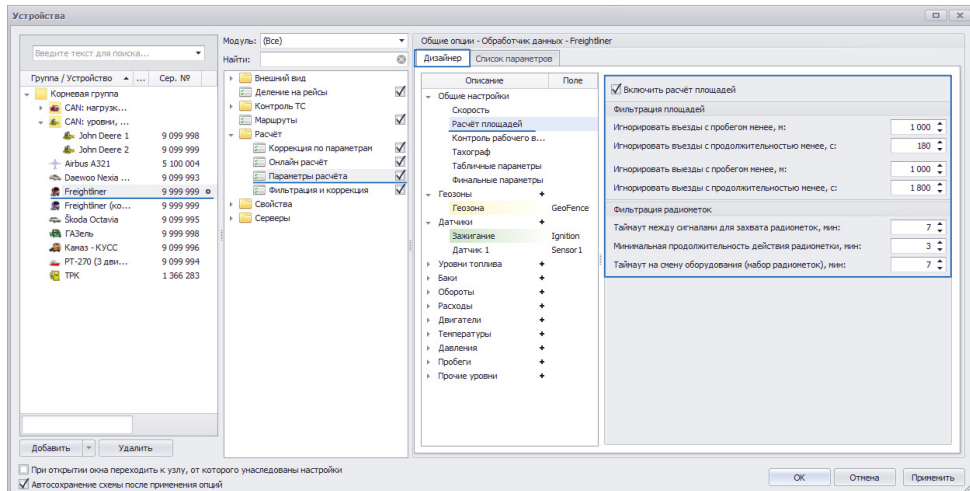 Устройства
Введите текст для поиска...
Группа / Устройство ... Сер. №
Корневая группа
CAN: нагрузк...
CAN: уровни, ...
John Deere 1 9 099 998
John Deere 2 9 099 999
Airbus A321 5 100 004
Daewoo Nexia ... 9 099 993
Freightliner 9 999 999
Freightliner (ко... 9 999 999
Škoda Octavia 9 099 995
ГАЗель 9 999 998
Камаз - КУСС 9 099 996
РТ-270 (3 дви... 9 099 994
ТРК 1 366 283
Добавить Удалить
При открытии окна переходить к узлу, от которого унаследованы настройки
Автосохранение схемы после применения опций
Модуль: (Все)
Найти:
Внешний вид
Деление на рейсы
Контроль ТС
Маршруты
Расчёт
Коррекция по параметрам
Онлайн расчёт
Параметры расчёта
Фильтрация и коррекция
Свойства
Серверы
Общие опции - Обработчик данных - Freightliner
Дизайнер Список параметров
Описание Поле
Общие настройки
Скорость
Расчёт площадей
Контроль рабочего в...
Тахограф
Табличные параметры
Финальные параметры
Геозоны +
Геозона GeoFence
Датчики +
Зажигание Ignition
Датчик 1 Sensor1
Уровни топлива +
Баки +
Обороты +
Расходы +
Двигатели +
Температуры +
Давления +
Пробеги +
Прочие уровни +
Включить расчёт площадей
Фильтрация площадей
Игнорировать въезды с пробегом менее, м: 1 000
Игнорировать въезды с продолжительностью менее, с: 180
Игнорировать выезды с пробегом менее, м: 1 000
Игнорировать выезды с продолжительностью менее, с: 1 800
Фильтрация радиометок
Таймаут между сигналами для захвата радиометок, мин: 7
Минимальная продолжительность действия радиометки, мин: 3
Таймаут на смену оборудования (набор радиометок), мин: 7
ОК Отмена Применить